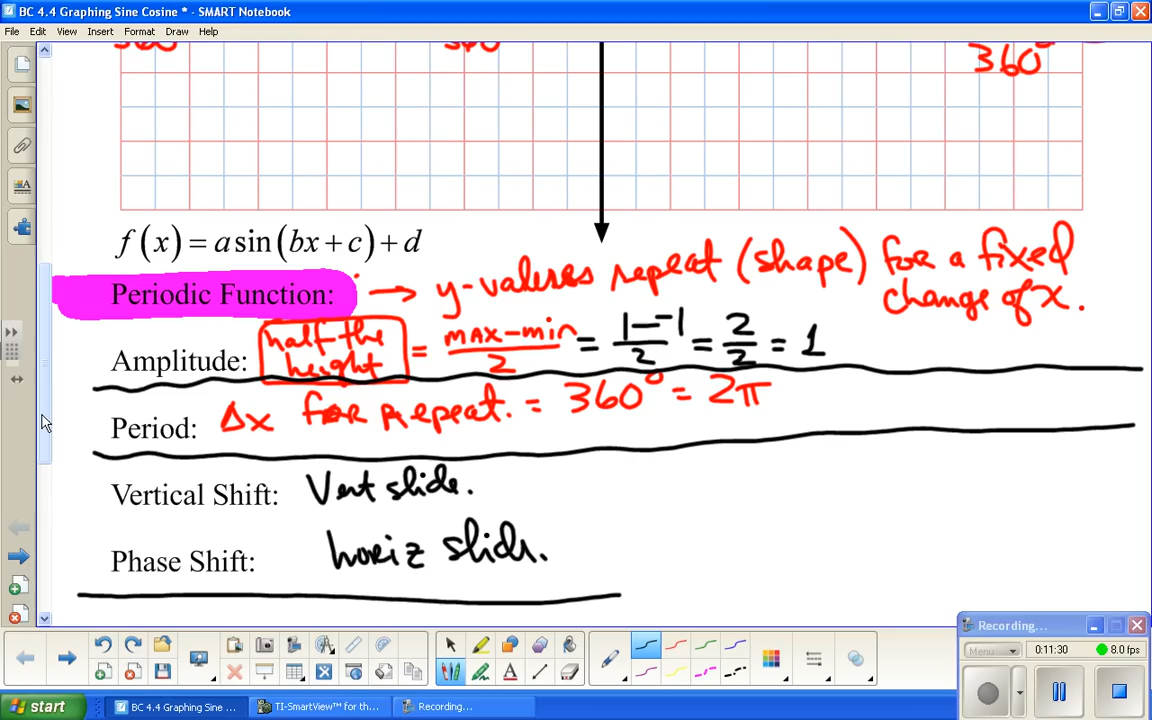 BC 4.4 Graphing Sine Cosine * - SMART Notebook
File Edit View Insert Format Draw Help
360°
f(x) = a sin(bx + c) + d
Periodic Function: → y-values repeat (shape) for a fixed
change of x.
Amplitude: half the height = max-min/2 = 1--1/2 = 2/2 = 1
Period: Δx for repeat. = 360° = 2π
Vertical Shift: Vert slide.
Phase Shift: horiz slide.
Recording...
Menu 0:11:30 8.0 fps
start BC 4.4 Graphing Sine ... TI-SmartView™ for th... Recording...